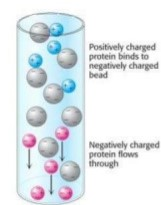 Positively charged
protein binds to
negatively charged
bead
Negatively charged
protein flows
through